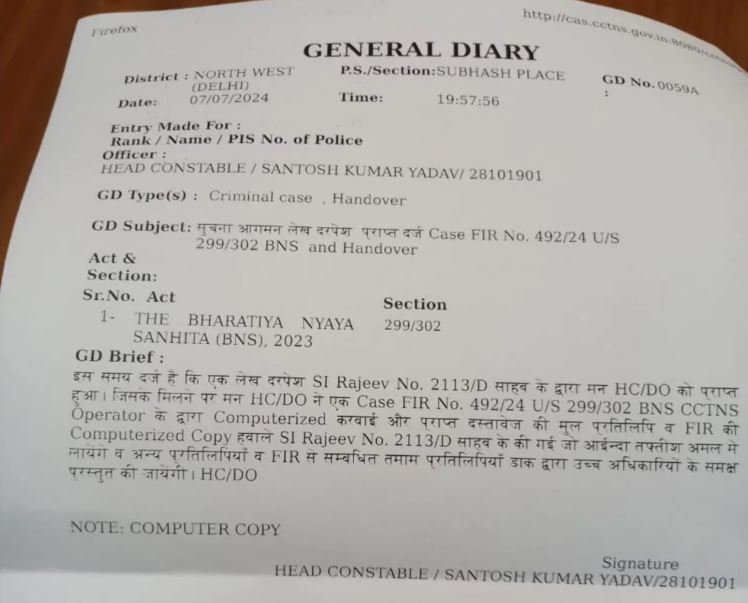 Firefox
http://cas.cctns.gov.in:8080/
GENERAL DIARY
District : NORTH WEST (DELHI) P.S./Section:SUBHASH PLACE GD No. 0059A :
Date: 07/07/2024 Time: 19:57:56
Entry Made For :
Rank / Name / PIS No. of Police
Officer :
HEAD CONSTABLE / SANTOSH KUMAR YADAV/ 28101901
GD Type(s) : Criminal case , Handover
GD Subject: सुचना आगमन लेख दरपेश प्राप्त दर्ज Case FIR No. 492/24 U/S
299/302 BNS and Handover
Act &
Section:
Sr.No. Act Section
1- THE BHARATIYA NYAYA 299/302
SANHITA (BNS), 2023
GD Brief :
इस समय दर्ज है कि एक लेख दरपेश SI Rajeev No. 2113/D साहब के द्वारा मन HC/DO को प्राप्त
हुआ। जिसके मिलने पर मन HC/DO ने एक Case FIR No. 492/24 U/S 299/302 BNS CCTNS
Operator के द्वारा Computerized करवाई और प्राप्त दस्तावेज की मुल प्रतिलिपि व FIR की
Computerized Copy हवाले SI Rajeev No. 2113/D साहब के की गई जो आईन्दा तफ्तीश अमल मे
लायेंगे व अन्य प्रतिलिपियाँ व FIR से सम्बधित तमाम प्रतिलिपियाँ डाक द्वारा उच्च अधिकारियों के समक्ष
प्रस्तुत की जायेंगी। HC/DO
NOTE: COMPUTER COPY
Signature
HEAD CONSTABLE / SANTOSH KUMAR YADAV/28101901